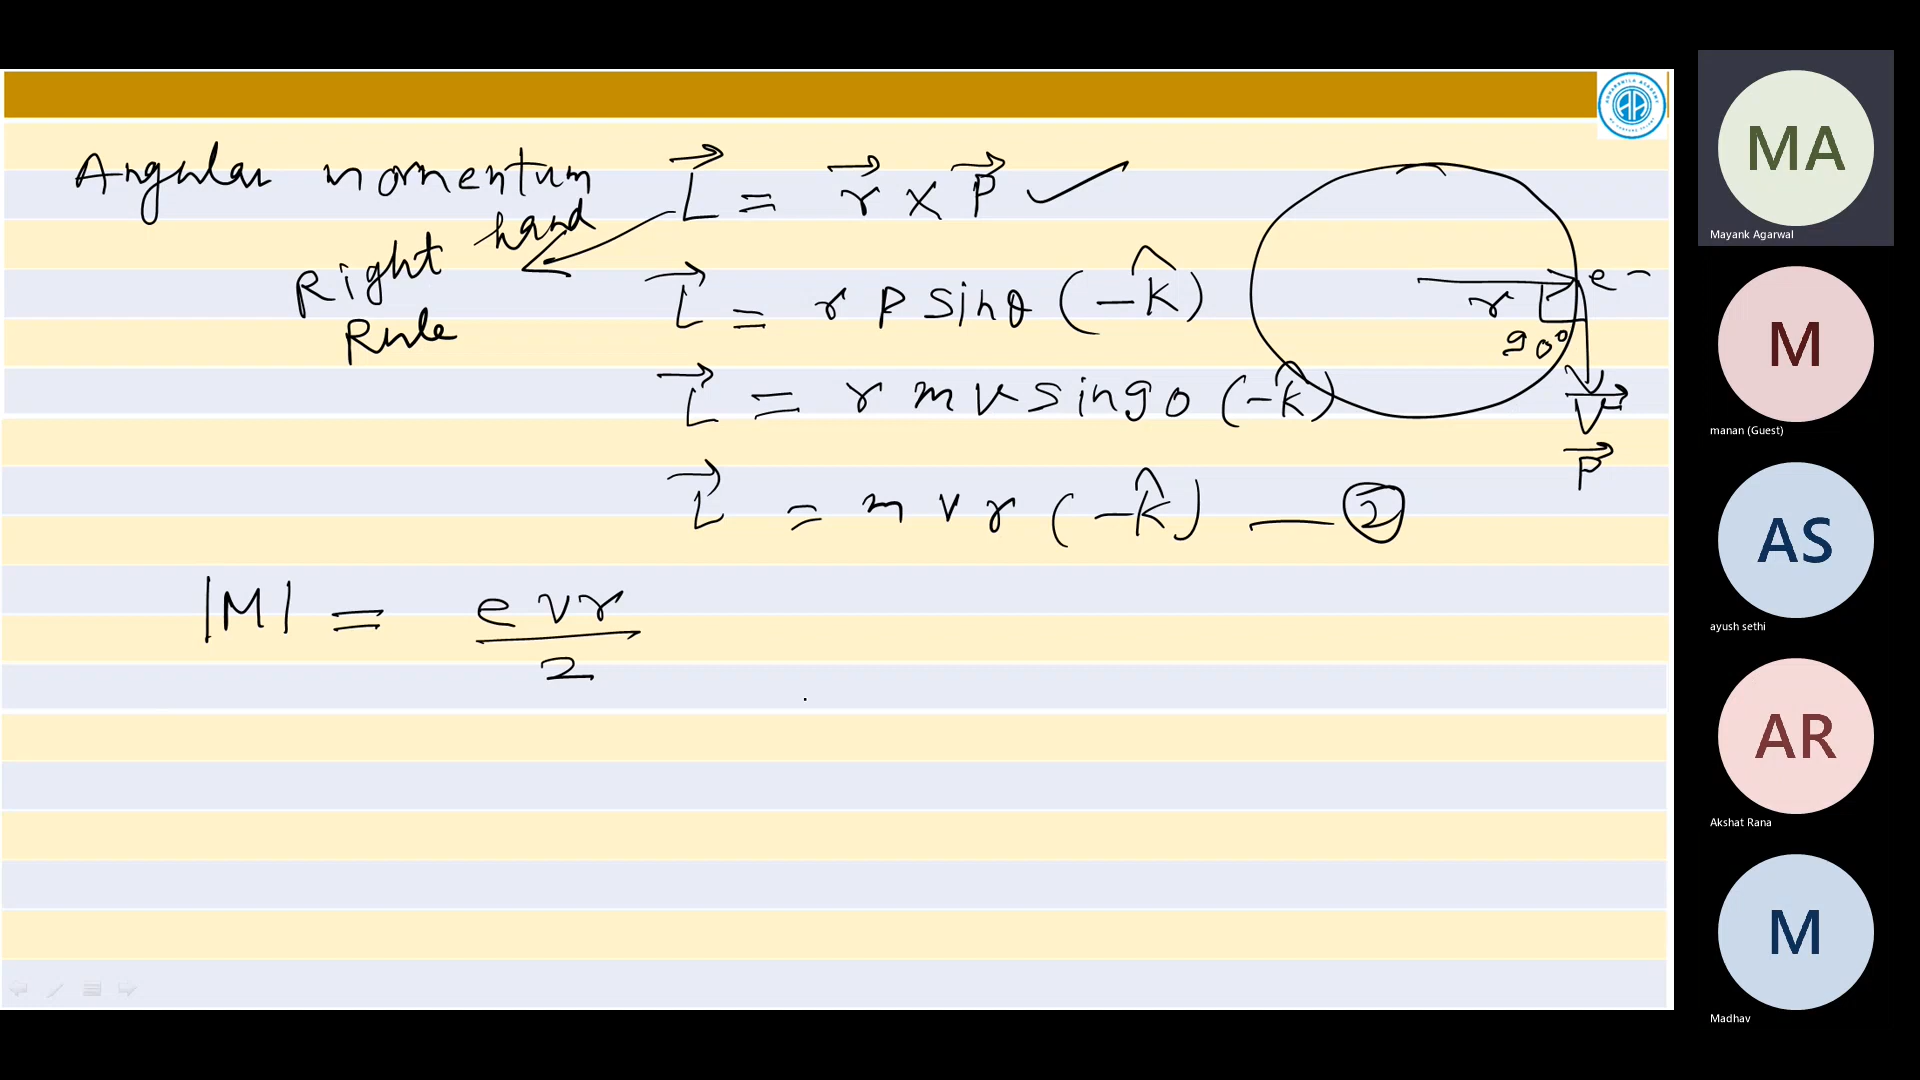 Angular momentum L⃗ = r⃗ × P⃗ ✓
Right hand
Rule
L⃗ = r P sinθ (−k̂)
L⃗ = r m v sin90 (−k̂)
L⃗ = m v r (−k̂) — ②
|M| = evr/2
e −
r
90°
V⃗
P⃗
MA
Mayank Agarwal
M
manan (Guest)
AS
ayush sethi
AR
Akshat Rana
M
Madhav